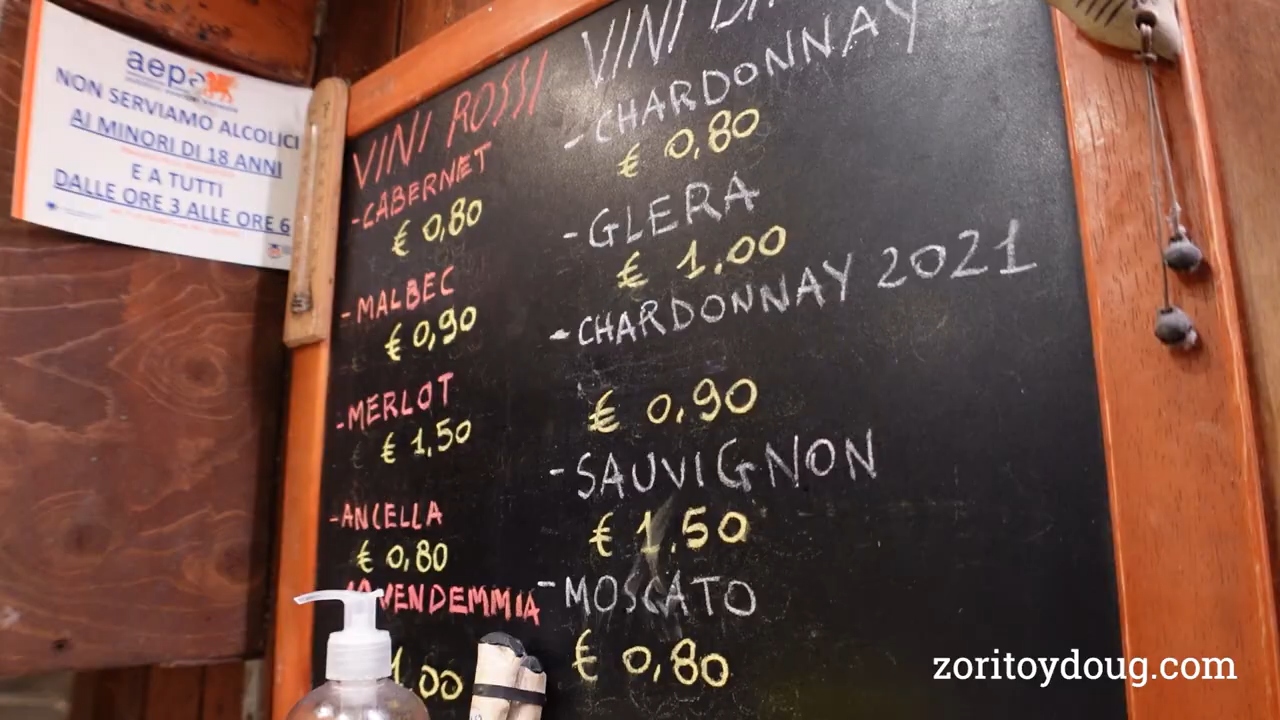 aepe
NON SERVIAMO ALCOLICI
AI MINORI DI 18 ANNI
E A TUTTI
DALLE ORE 3 ALLE ORE 6
VINI ROSSI
-CABERNET
€ 0,80
-MALBEC
€ 0,90
-MERLOT
€ 1,50
-ANCELLA
€ 0,80
VENDEMMIA
1.00
VINI
-CHARDONNAY
€ 0,80
-GLERA
€ 1.00
-CHARDONNAY 2021
€ 0,90
-SAUVIGNON
€ 1.50
-MOSCATO
€ 0,80
zoritoydoug.com